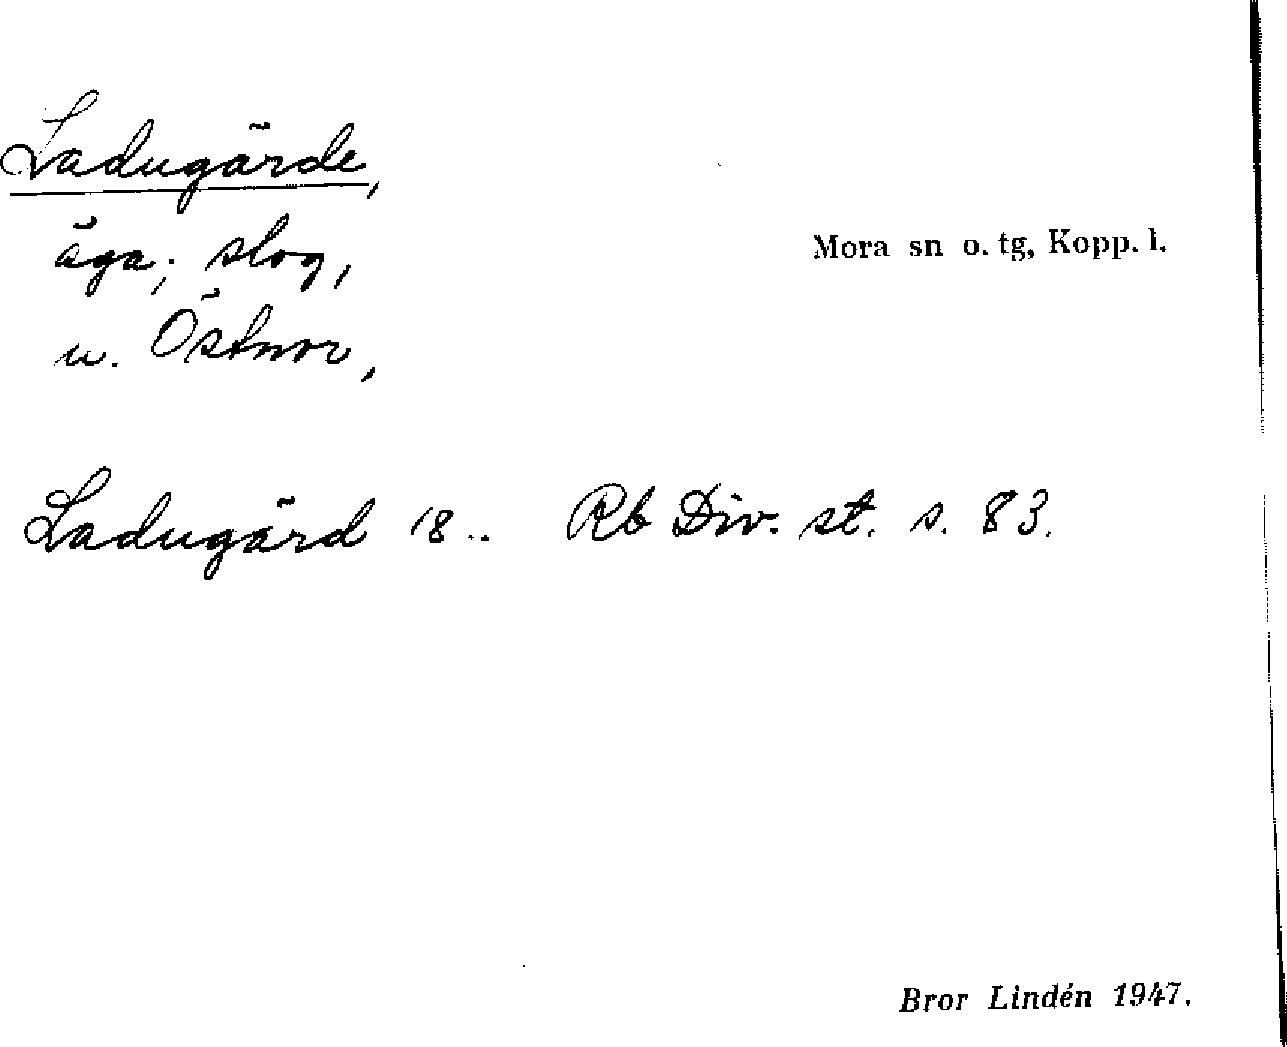 Ladugärde,
äga; slog,
Mora sn o. tg, Kopp. l.
u. Östnor,
Ladugärd 18.. Rb Div. st. s. 83.
Bror Lindén 1947.